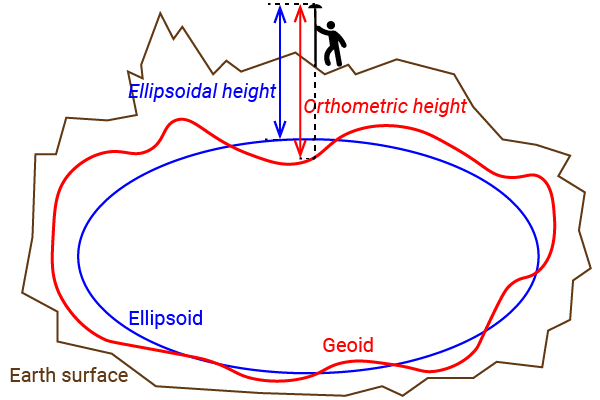 Ellipsoidal height
Orthometric height
Ellipsoid
Geoid
Earth surface